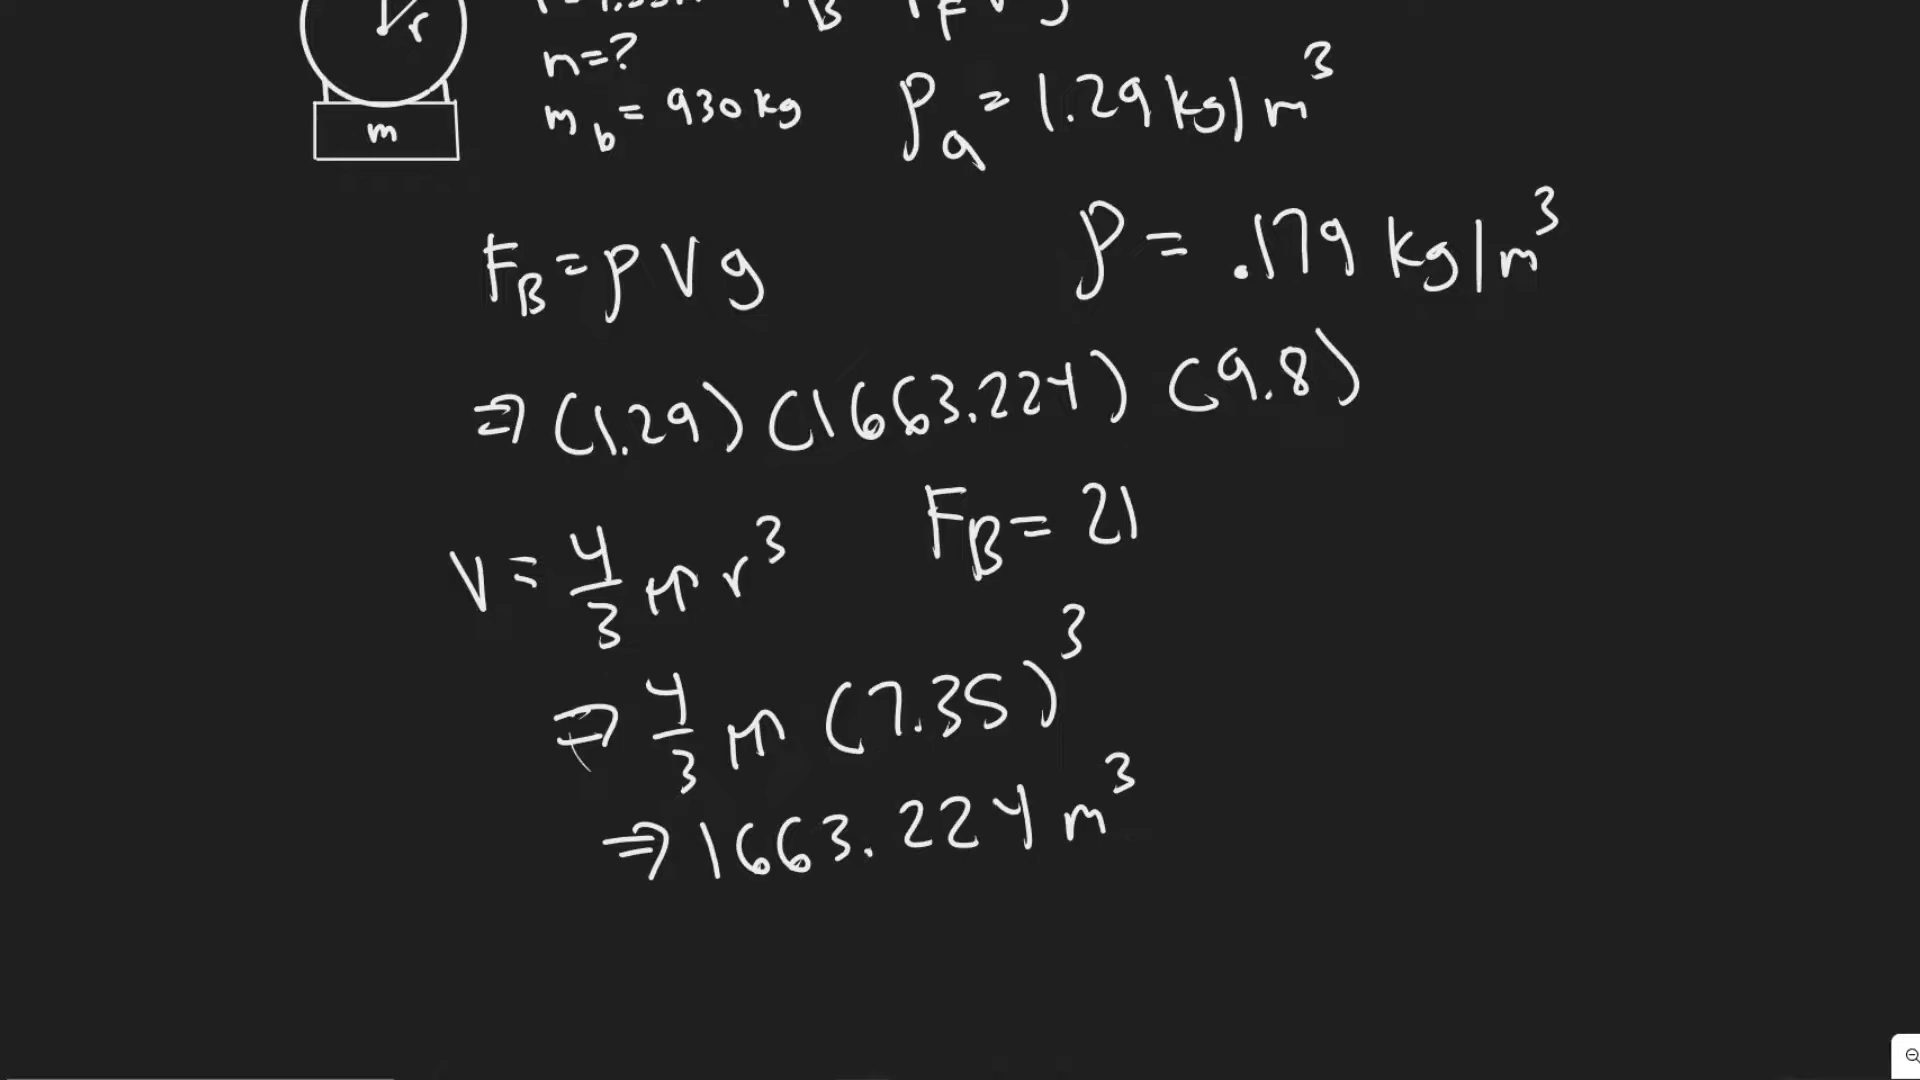 r
n=?
m_b = 930 kg
ρ_a = 1.29 kg/m³
m
F_B = ρVg
ρ = .179 kg/m³
⇒ (1.29)(1663.224)(9.8)
F_B = 21
V = 4/3 π r³
⇒ 4/3 π (7.35)³
⇒ 1663.224 m³